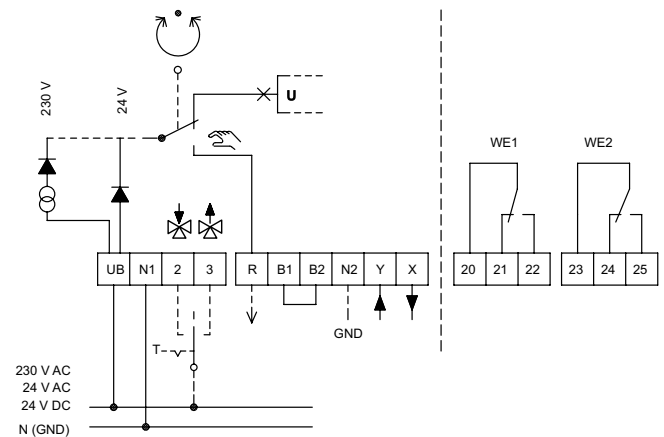 230 V
24 V
U
WE1
WE2
UB N1 2 3
R B1 B2 N2 Y X
20 21 22
23 24 25
GND
T
230 V AC
24 V AC
24 V DC
N (GND)